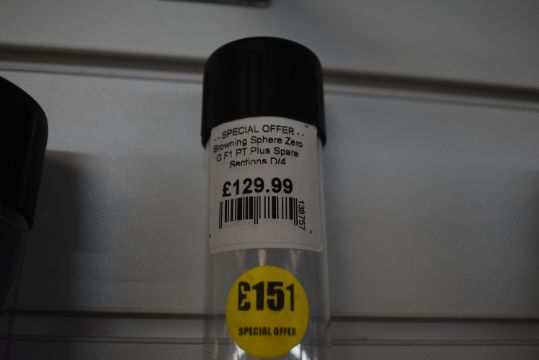 - - SPECIAL OFFER - -
Browning Sphere Zero
G F1 PT Plus Spare
Sections D/4
£129.99
138757
£151
SPECIAL OFFER